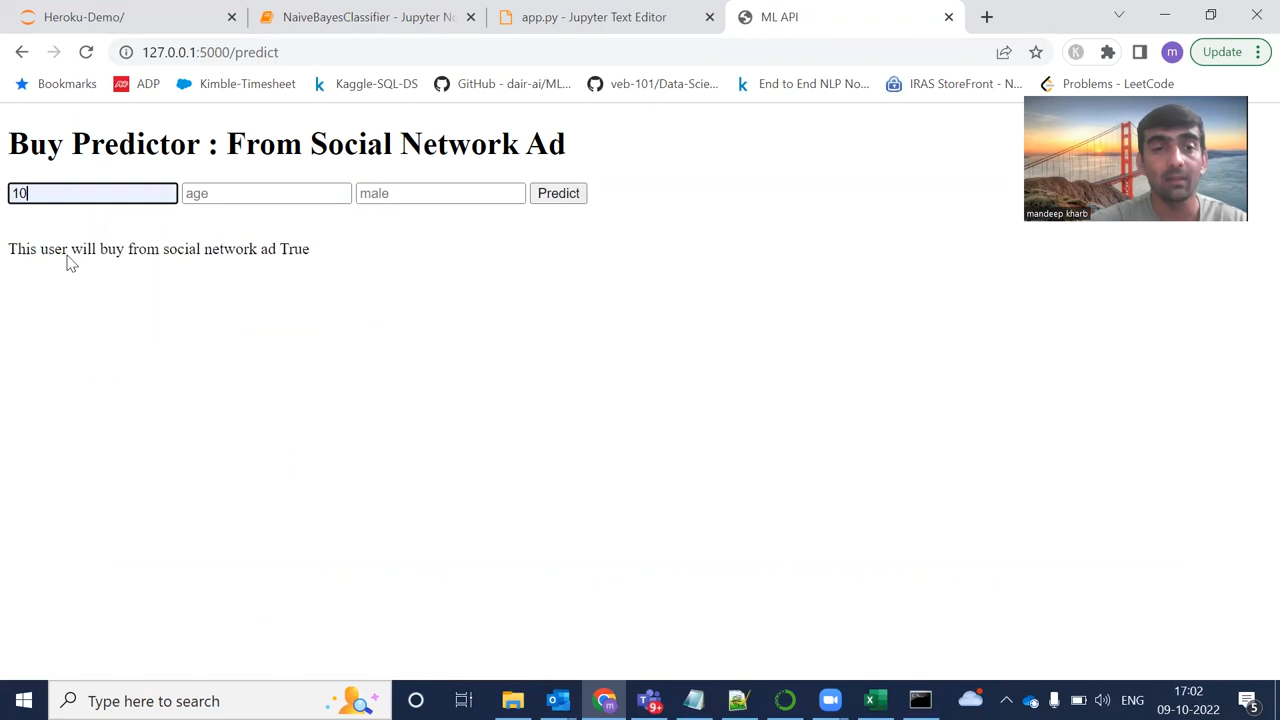 Heroku-Demo/
NaiveBayesClassifier - Jupyter No
app.py - Jupyter Text Editor
ML API
127.0.0.1:5000/predict
K
m
Update
Bookmarks
ADP
Kimble-Timesheet
Kaggle-SQL-DS
GitHub - dair-ai/ML...
veb-101/Data-Scie...
End to End NLP No...
IRAS StoreFront - N...
Problems - LeetCode
Buy Predictor : From Social Network Ad
10
age
male
Predict
mandeep kharb
This user will buy from social network ad True
Type here to search
ENG
17:02
09-10-2022
5